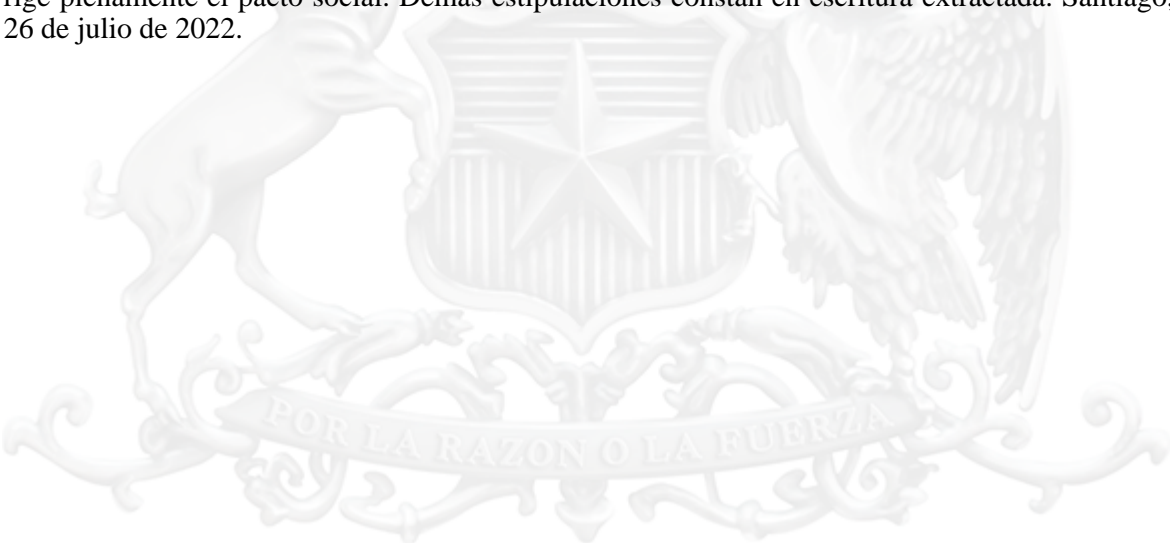 rige plenamente el pacto social. Demás estipulaciones constan en escritura extractada. Santiago,
26 de julio de 2022.
POR LA RAZON O LA FUERZA